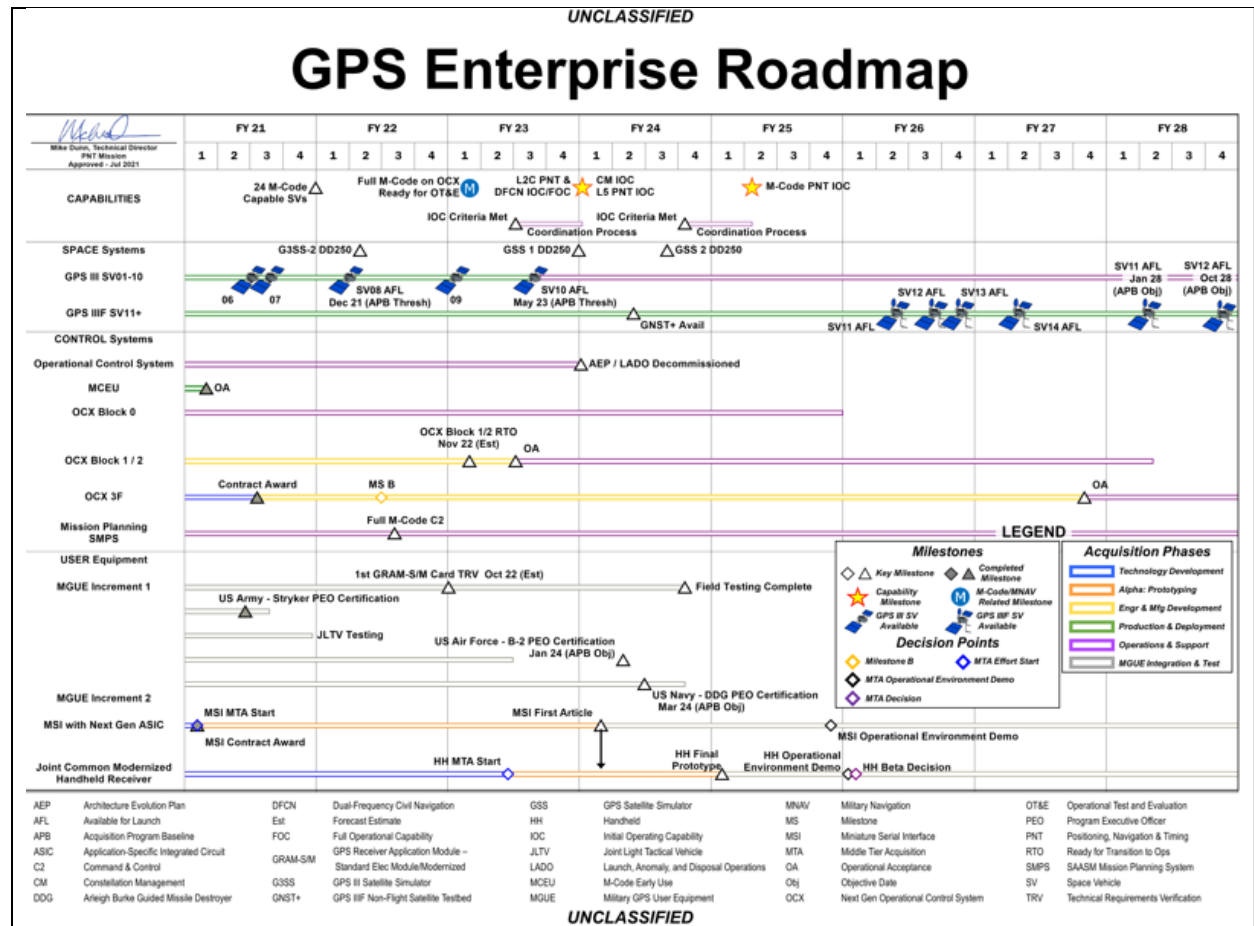 UNCLASSIFIED
GPS Enterprise Roadmap
Mike Dunn, Technical Director
PNT Mission
Approved - Jul 2021
FY 21 FY 22 FY 23 FY 24 FY 25 FY 26 FY 27 FY 28
1 2 3 4 1 2 3 4 1 2 3 4 1 2 3 4 1 2 3 4 1 2 3 4 1 2 3 4 1 2 3 4
CAPABILITIES
24 M-Code
Capable SVs
Full M-Code on OCX
Ready for OT&E
M
L2C PNT &
DFCN IOC/FOC
CM IOC
L5 PNT IOC
M-Code PNT IOC
IOC Criteria Met
Coordination Process
IOC Criteria Met
Coordination Process
SPACE Systems
G3SS-2 DD250
GSS 1 DD250
GSS 2 DD250
GPS III SV01-10
06
07
SV08 AFL
Dec 21 (APB Thresh)
09
SV10 AFL
May 23 (APB Thresh)
SV11 AFL
Jan 28
(APB Obj)
SV12 AFL
Oct 28
(APB Obj)
GPS IIIF SV11+
GNST+ Avail
SV11 AFL
SV12 AFL
SV13 AFL
SV14 AFL
CONTROL Systems
Operational Control System
AEP / LADO Decommissioned
MCEU
OA
OCX Block 0
OCX Block 1/2 RTO
Nov 22 (Est)
OA
OCX Block 1 / 2
Contract Award
MS B
OA
OCX 3F
Mission Planning
SMPS
Full M-Code C2
USER Equipment
MGUE Increment 1
1st GRAM-S/M Card TRV Oct 22 (Est)
Field Testing Complete
US Army - Stryker PEO Certification
JLTV Testing
US Air Force - B-2 PEO Certification
Jan 24 (APB Obj)
US Navy - DDG PEO Certification
Mar 24 (APB Obj)
MGUE Increment 2
MSI with Next Gen ASIC
MSI MTA Start
MSI Contract Award
MSI First Article
MSI Operational Environment Demo
Joint Common Modernized
Handheld Receiver
HH MTA Start
HH Final
Prototype
HH Operational
Environment Demo
HH Beta Decision
LEGEND
Milestones
Key Milestone
Completed
Milestone
Capability
Milestone
M
M-Code/MNAV
Related Milestone
GPS III SV
Available
GPS IIIF SV
Available
Decision Points
Milestone B
MTA Effort Start
MTA Operational Environment Demo
MTA Decision
Acquisition Phases
Technology Development
Alpha: Prototyping
Engr & Mfg Development
Production & Deployment
Operations & Support
MGUE Integration & Test
AEP Architecture Evolution Plan
AFL Available for Launch
APB Acquisition Program Baseline
ASIC Application-Specific Integrated Circuit
C2 Command & Control
CM Constellation Management
DDG Arleigh Burke Guided Missile Destroyer
DFCN Dual-Frequency Civil Navigation
Est Forecast Estimate
FOC Full Operational Capability
GRAM-S/M GPS Receiver Application Module –
Standard Elec Module/Modernized
G3SS GPS III Satellite Simulator
GNST+ GPS IIIF Non-Flight Satellite Testbed
GSS GPS Satellite Simulator
HH Handheld
IOC Initial Operating Capability
JLTV Joint Light Tactical Vehicle
LADO Launch, Anomaly, and Disposal Operations
MCEU M-Code Early Use
MGUE Military GPS User Equipment
MNAV Military Navigation
MS Milestone
MSI Miniature Serial Interface
MTA Middle Tier Acquisition
OA Operational Acceptance
Obj Objective Date
OCX Next Gen Operational Control System
OT&E Operational Test and Evaluation
PEO Program Executive Officer
PNT Positioning, Navigation & Timing
RTO Ready for Transition to Ops
SMPS SAASM Mission Planning System
SV Space Vehicle
TRV Technical Requirements Verification
UNCLASSIFIED